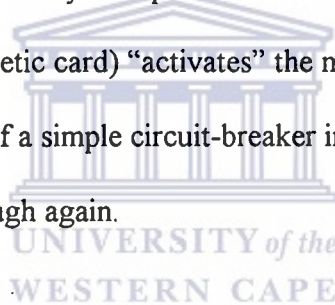 etic card) “activates” the m
f a simple circuit-breaker i
gh again.
UNIVERSITY of the
WESTERN CAPE